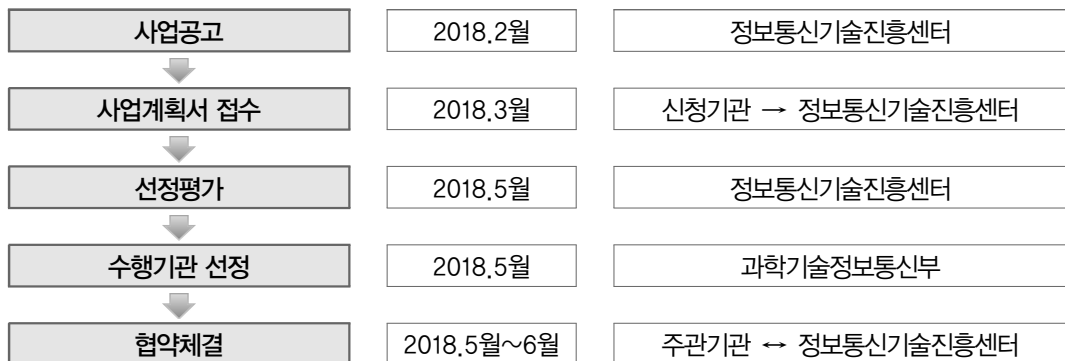 사업공고 2018.2월 정보통신기술진흥센터
사업계획서 접수 2018.3월 신청기관 → 정보통신기술진흥센터
선정평가 2018.5월 정보통신기술진흥센터
수행기관 선정 2018.5월 과학기술정보통신부
협약체결 2018.5월~6월 주관기관 ↔ 정보통신기술진흥센터